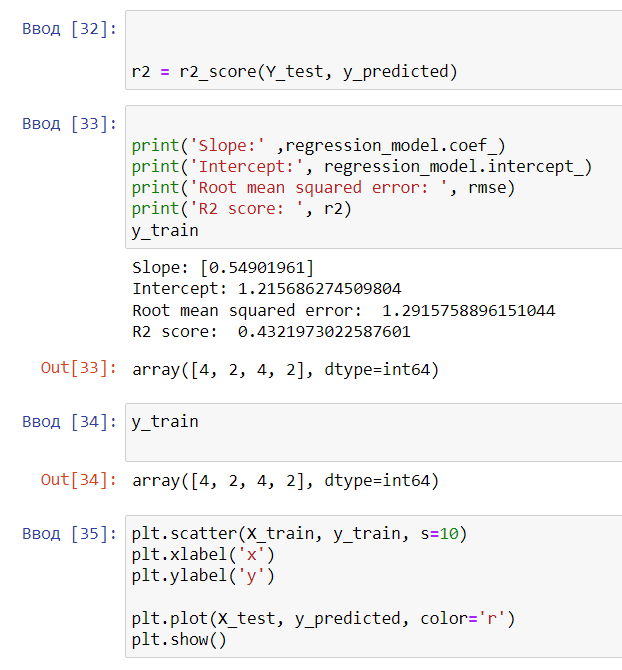 Ввод [32]:
r2 = r2_score(Y_test, y_predicted)
Ввод [33]:
print('Slope:' ,regression_model.coef_)
print('Intercept:', regression_model.intercept_)
print('Root mean squared error: ', rmse)
print('R2 score: ', r2)
y_train
Slope: [0.54901961]
Intercept: 1.215686274509804
Root mean squared error:  1.2915758896151044
R2 score:  0.4321973022587601
Out[33]: array([4, 2, 4, 2], dtype=int64)
Ввод [34]: y_train
Out[34]: array([4, 2, 4, 2], dtype=int64)
Ввод [35]: plt.scatter(X_train, y_train, s=10)
plt.xlabel('x')
plt.ylabel('y')
plt.plot(X_test, y_predicted, color='r')
plt.show()